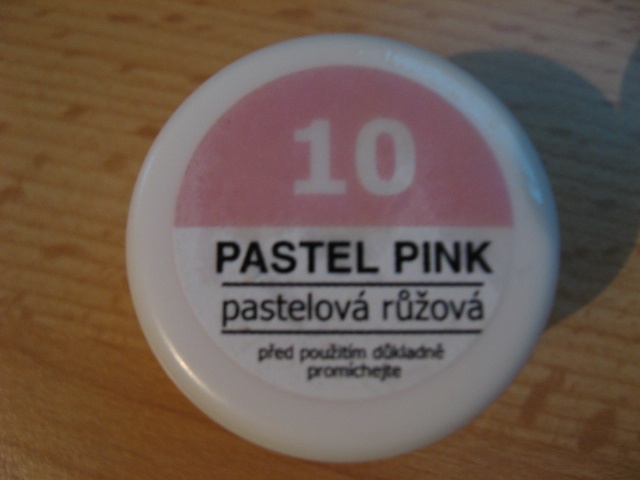 10
PASTEL PINK
pastelová růžová
před použitím důkladně
promíchejte